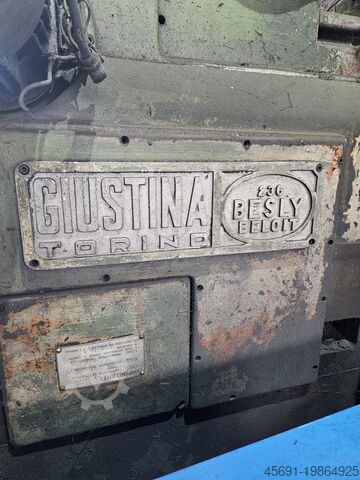 GIUSTINA
TORINO
236
BESLY
BELOIT
45691-19864925